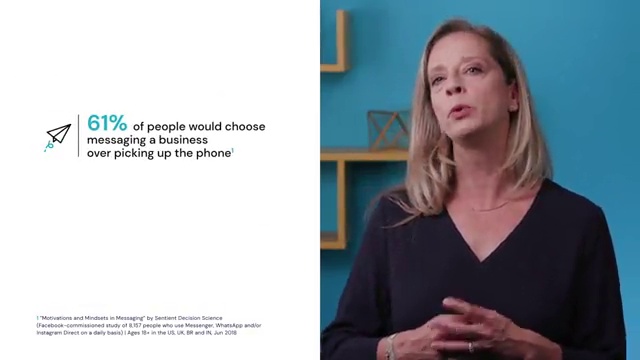 61% of people would choose
messaging a business
over picking up the phone¹
1 "Motivations and Mindsets in Messaging" by Sentient Decision Science
(Facebook-commissioned study of 8,157 people who use Messenger, WhatsApp and/or
Instagram Direct on a daily basis) | Ages 18+ in the US, UK, BR and IN, Jun 2018